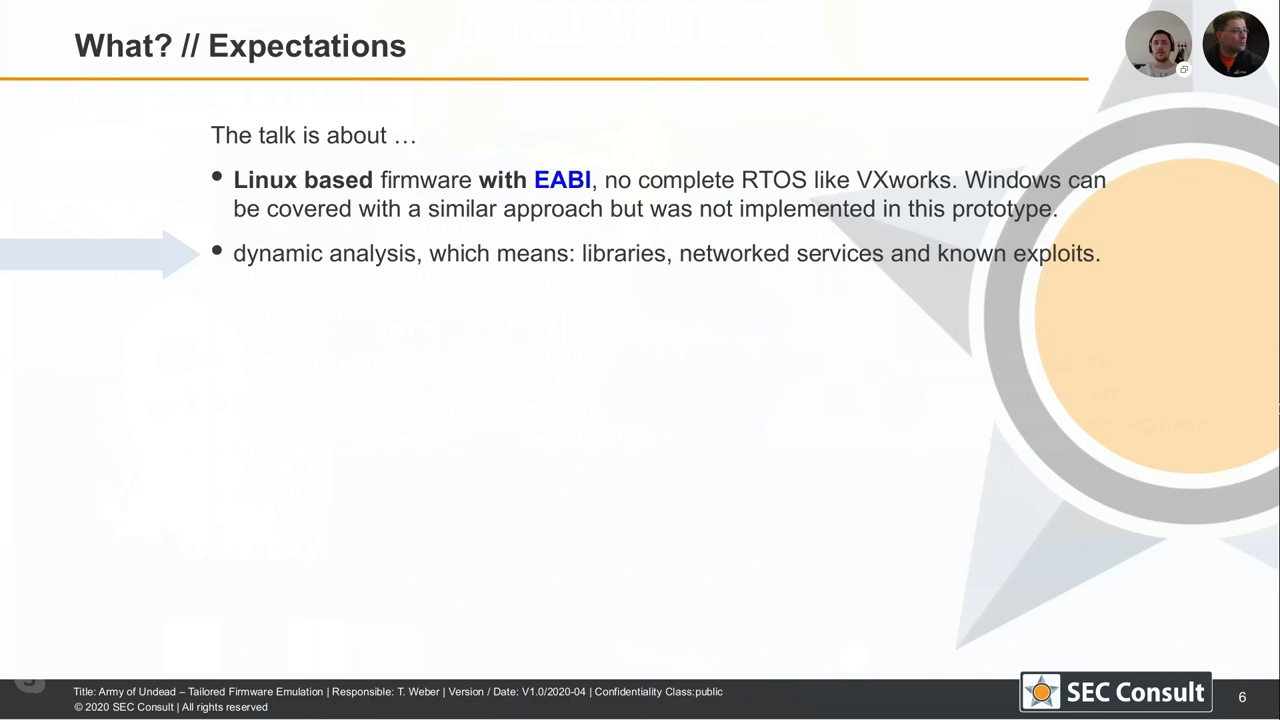 What? // Expectations
The talk is about …
• Linux based firmware with EABI, no complete RTOS like VXworks. Windows can
be covered with a similar approach but was not implemented in this prototype.
• dynamic analysis, which means: libraries, networked services and known exploits.
Title: Army of Undead – Tailored Firmware Emulation | Responsible: T. Weber | Version / Date: V1.0/2020-04 | Confidentiality Class:public
© 2020 SEC Consult | All rights reserved
SEC Consult
6